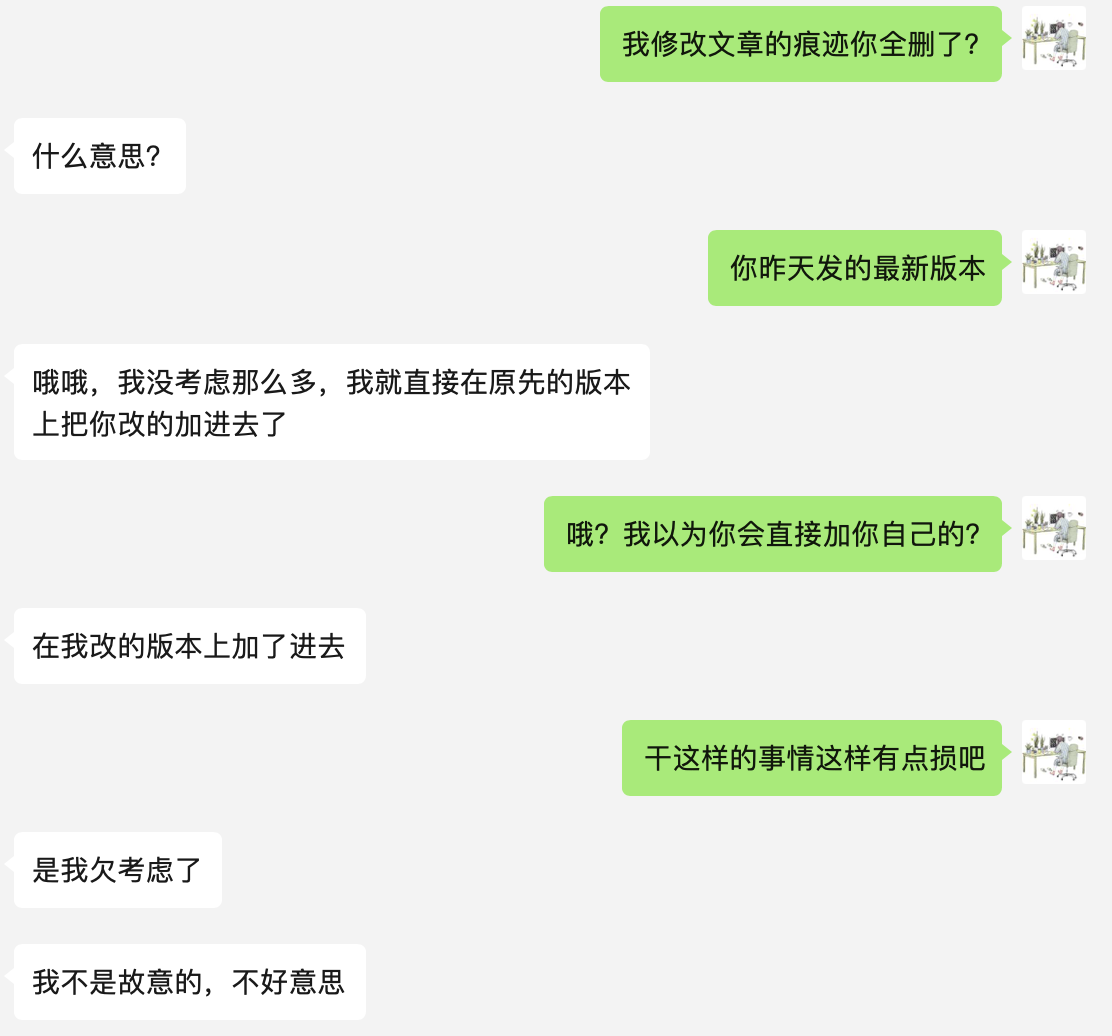 我修改文章的痕迹你全删了？
什么意思？
你昨天发的最新版本
哦哦，我没考虑那么多，我就直接在原先的版本
上把你改的加进去了
哦？我以为你会直接加你自己的？
在我改的版本上加了进去
干这样的事情这样有点损吧
是我欠考虑了
我不是故意的，不好意思